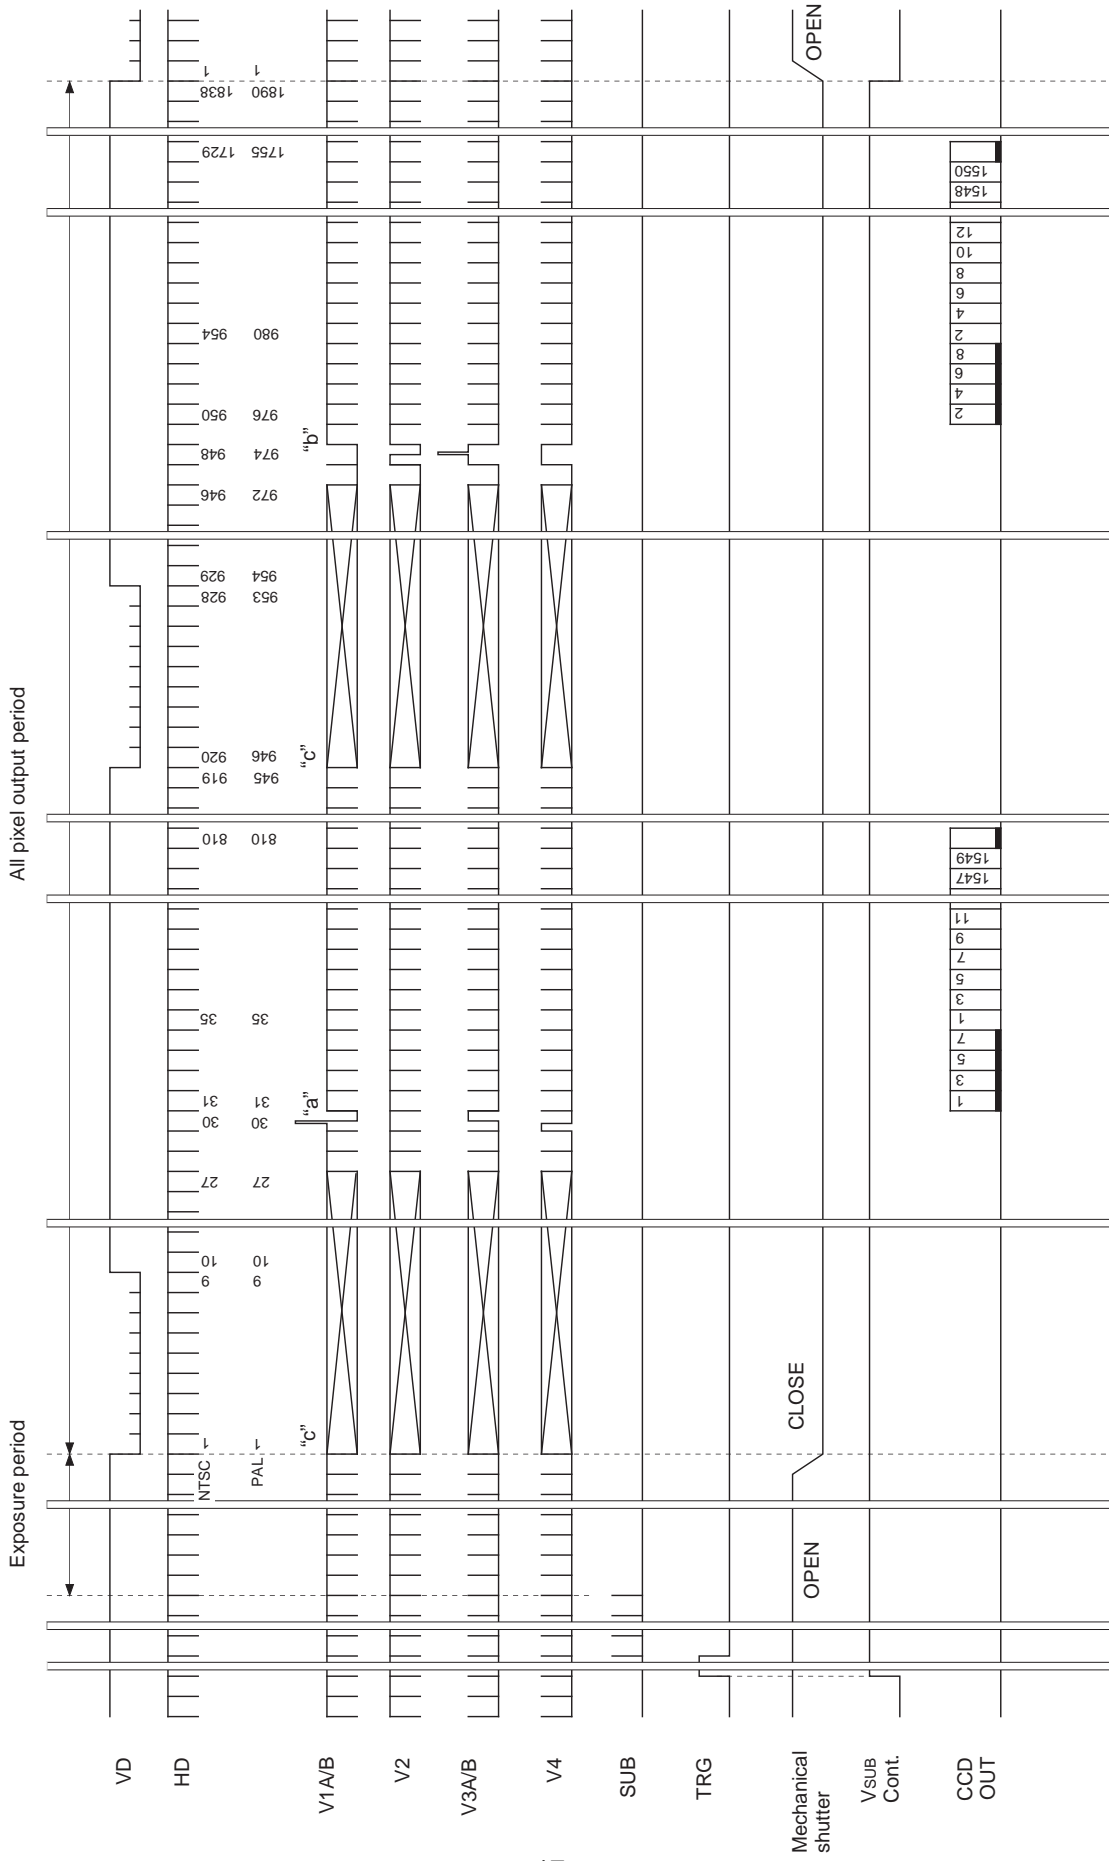 Exposure period
All pixel output period
VD
HD
NTSC 1 9 10 27 30 31 35 810 919 920 928 929 946 948 950 954 1729 1838 1
PAL 1 9 10 27 30 31 35 810 945 946 953 954 972 974 976 980 1755 1890 1
"c" "a" "c" "b"
V1A/B
V2
V3A/B
V4
SUB
TRG
Mechanical
shutter
OPEN CLOSE OPEN
VSUB
Cont.
CCD
OUT
1 3 5 7 1 3 5 7 9 11 1547 1549 2 4 6 8 2 4 6 8 10 12 1548 1550